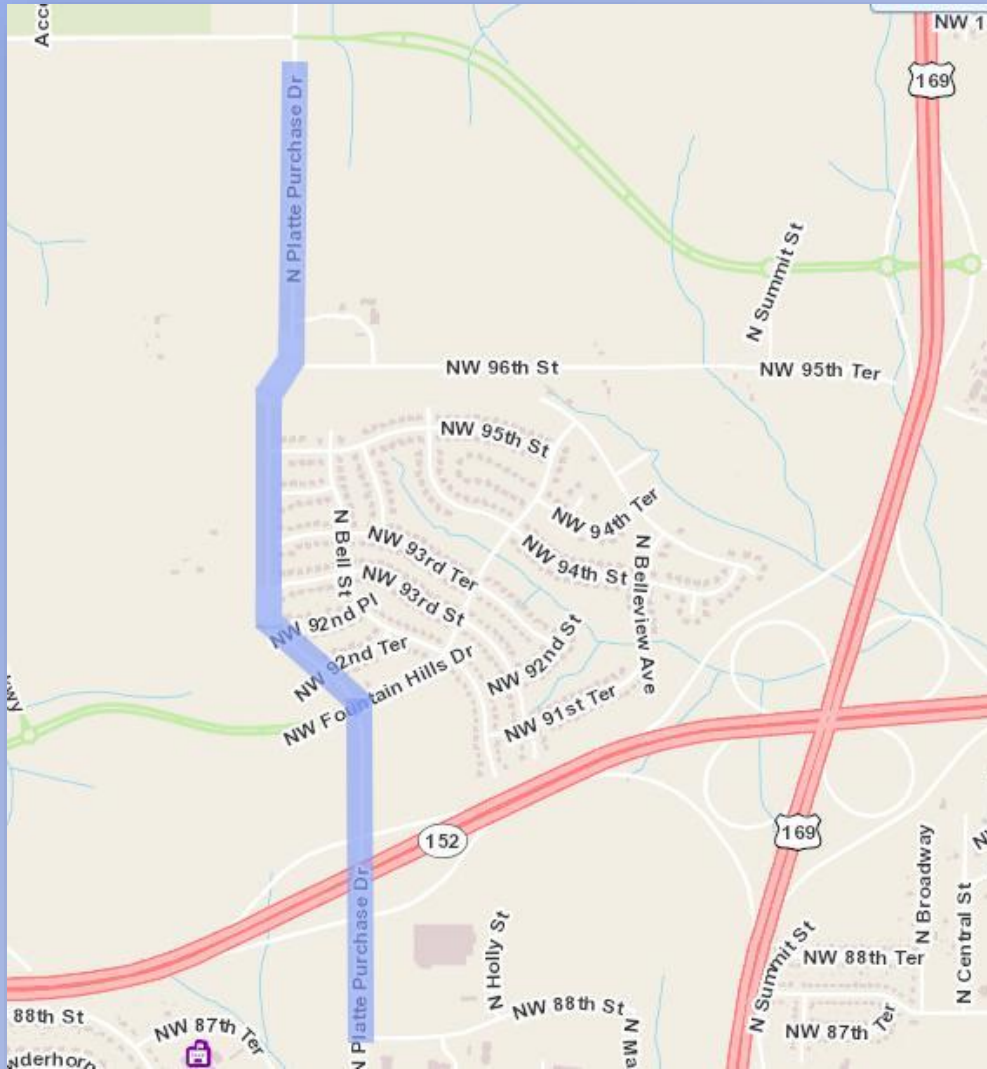 Acc
NW 1
169
N Platte Purchase Dr
N Summit St
NW 96th St
NW 95th Ter
NW 95th St
NW 94th Ter
N Bell St
NW 93rd Ter
NW 94th St
N Belleview Ave
NW 93rd St
NW 92nd Pl
NW 92nd St
NW 92nd Ter
NW Fountain Hills Dr
NW 91st Ter
152
169
N Platte Purchase Dr
N Broadway
N Holly St
N Central St
N Summit St
NW 88th Ter
88th St
NW 88th St
NW 87th Ter
NW 87th Ter
N Ma
wderhorn